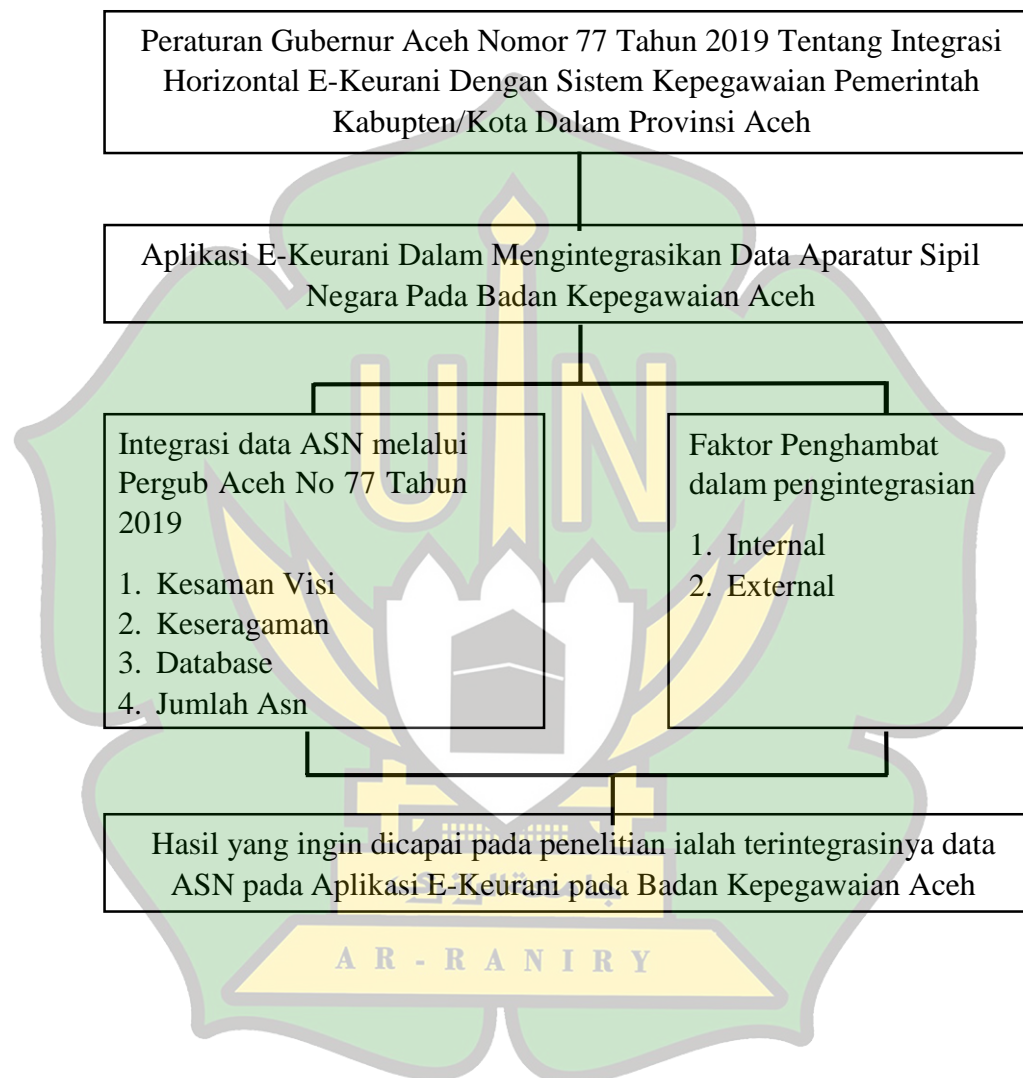 Peraturan Gubernur Aceh Nomor 77 Tahun 2019 Tentang Integrasi
Horizontal E-Keurani Dengan Sistem Kepegawaian Pemerintah
Kabupten/Kota Dalam Provinsi Aceh
Aplikasi E-Keurani Dalam Mengintegrasikan Data Aparatur Sipil
Negara Pada Badan Kepegawaian Aceh
UIN
Integrasi data ASN melalui
Pergub Aceh No 77 Tahun
2019
1. Kesaman Visi
2. Keseragaman
3. Database
4. Jumlah Asn
Faktor Penghambat
dalam pengintegrasian
1. Internal
2. External
Hasil yang ingin dicapai pada penelitian ialah terintegrasinya data
ASN pada Aplikasi E-Keurani pada Badan Kepegawaian Aceh
جامعة الرانري
AR-RANIRY